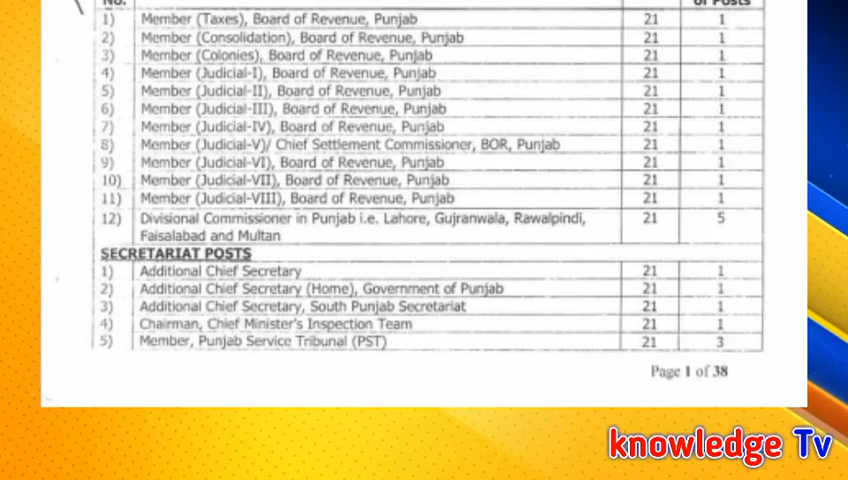 No. of Posts
1) Member (Taxes), Board of Revenue, Punjab 21 1
2) Member (Consolidation), Board of Revenue, Punjab 21 1
3) Member (Colonies), Board of Revenue, Punjab 21 1
4) Member (Judicial-I), Board of Revenue, Punjab 21 1
5) Member (Judicial-II), Board of Revenue, Punjab 21 1
6) Member (Judicial-III), Board of Revenue, Punjab 21 1
7) Member (Judicial-IV), Board of Revenue, Punjab 21 1
8) Member (Judicial-V)/ Chief Settlement Commissioner, BOR, Punjab 21 1
9) Member (Judicial-VI), Board of Revenue, Punjab 21 1
10) Member (Judicial-VII), Board of Revenue, Punjab 21 1
11) Member (Judicial-VIII), Board of Revenue, Punjab 21 1
12) Divisional Commissioner in Punjab i.e. Lahore, Gujranwala, Rawalpindi, 21 5
Faisalabad and Multan
SECRETARIAT POSTS
1) Additional Chief Secretary 21 1
2) Additional Chief Secretary (Home), Government of Punjab 21 1
3) Additional Chief Secretary, South Punjab Secretariat 21 1
4) Chairman, Chief Minister's Inspection Team 21 1
5) Member, Punjab Service Tribunal (PST) 21 3
Page 1 of 38
knowledge Tv